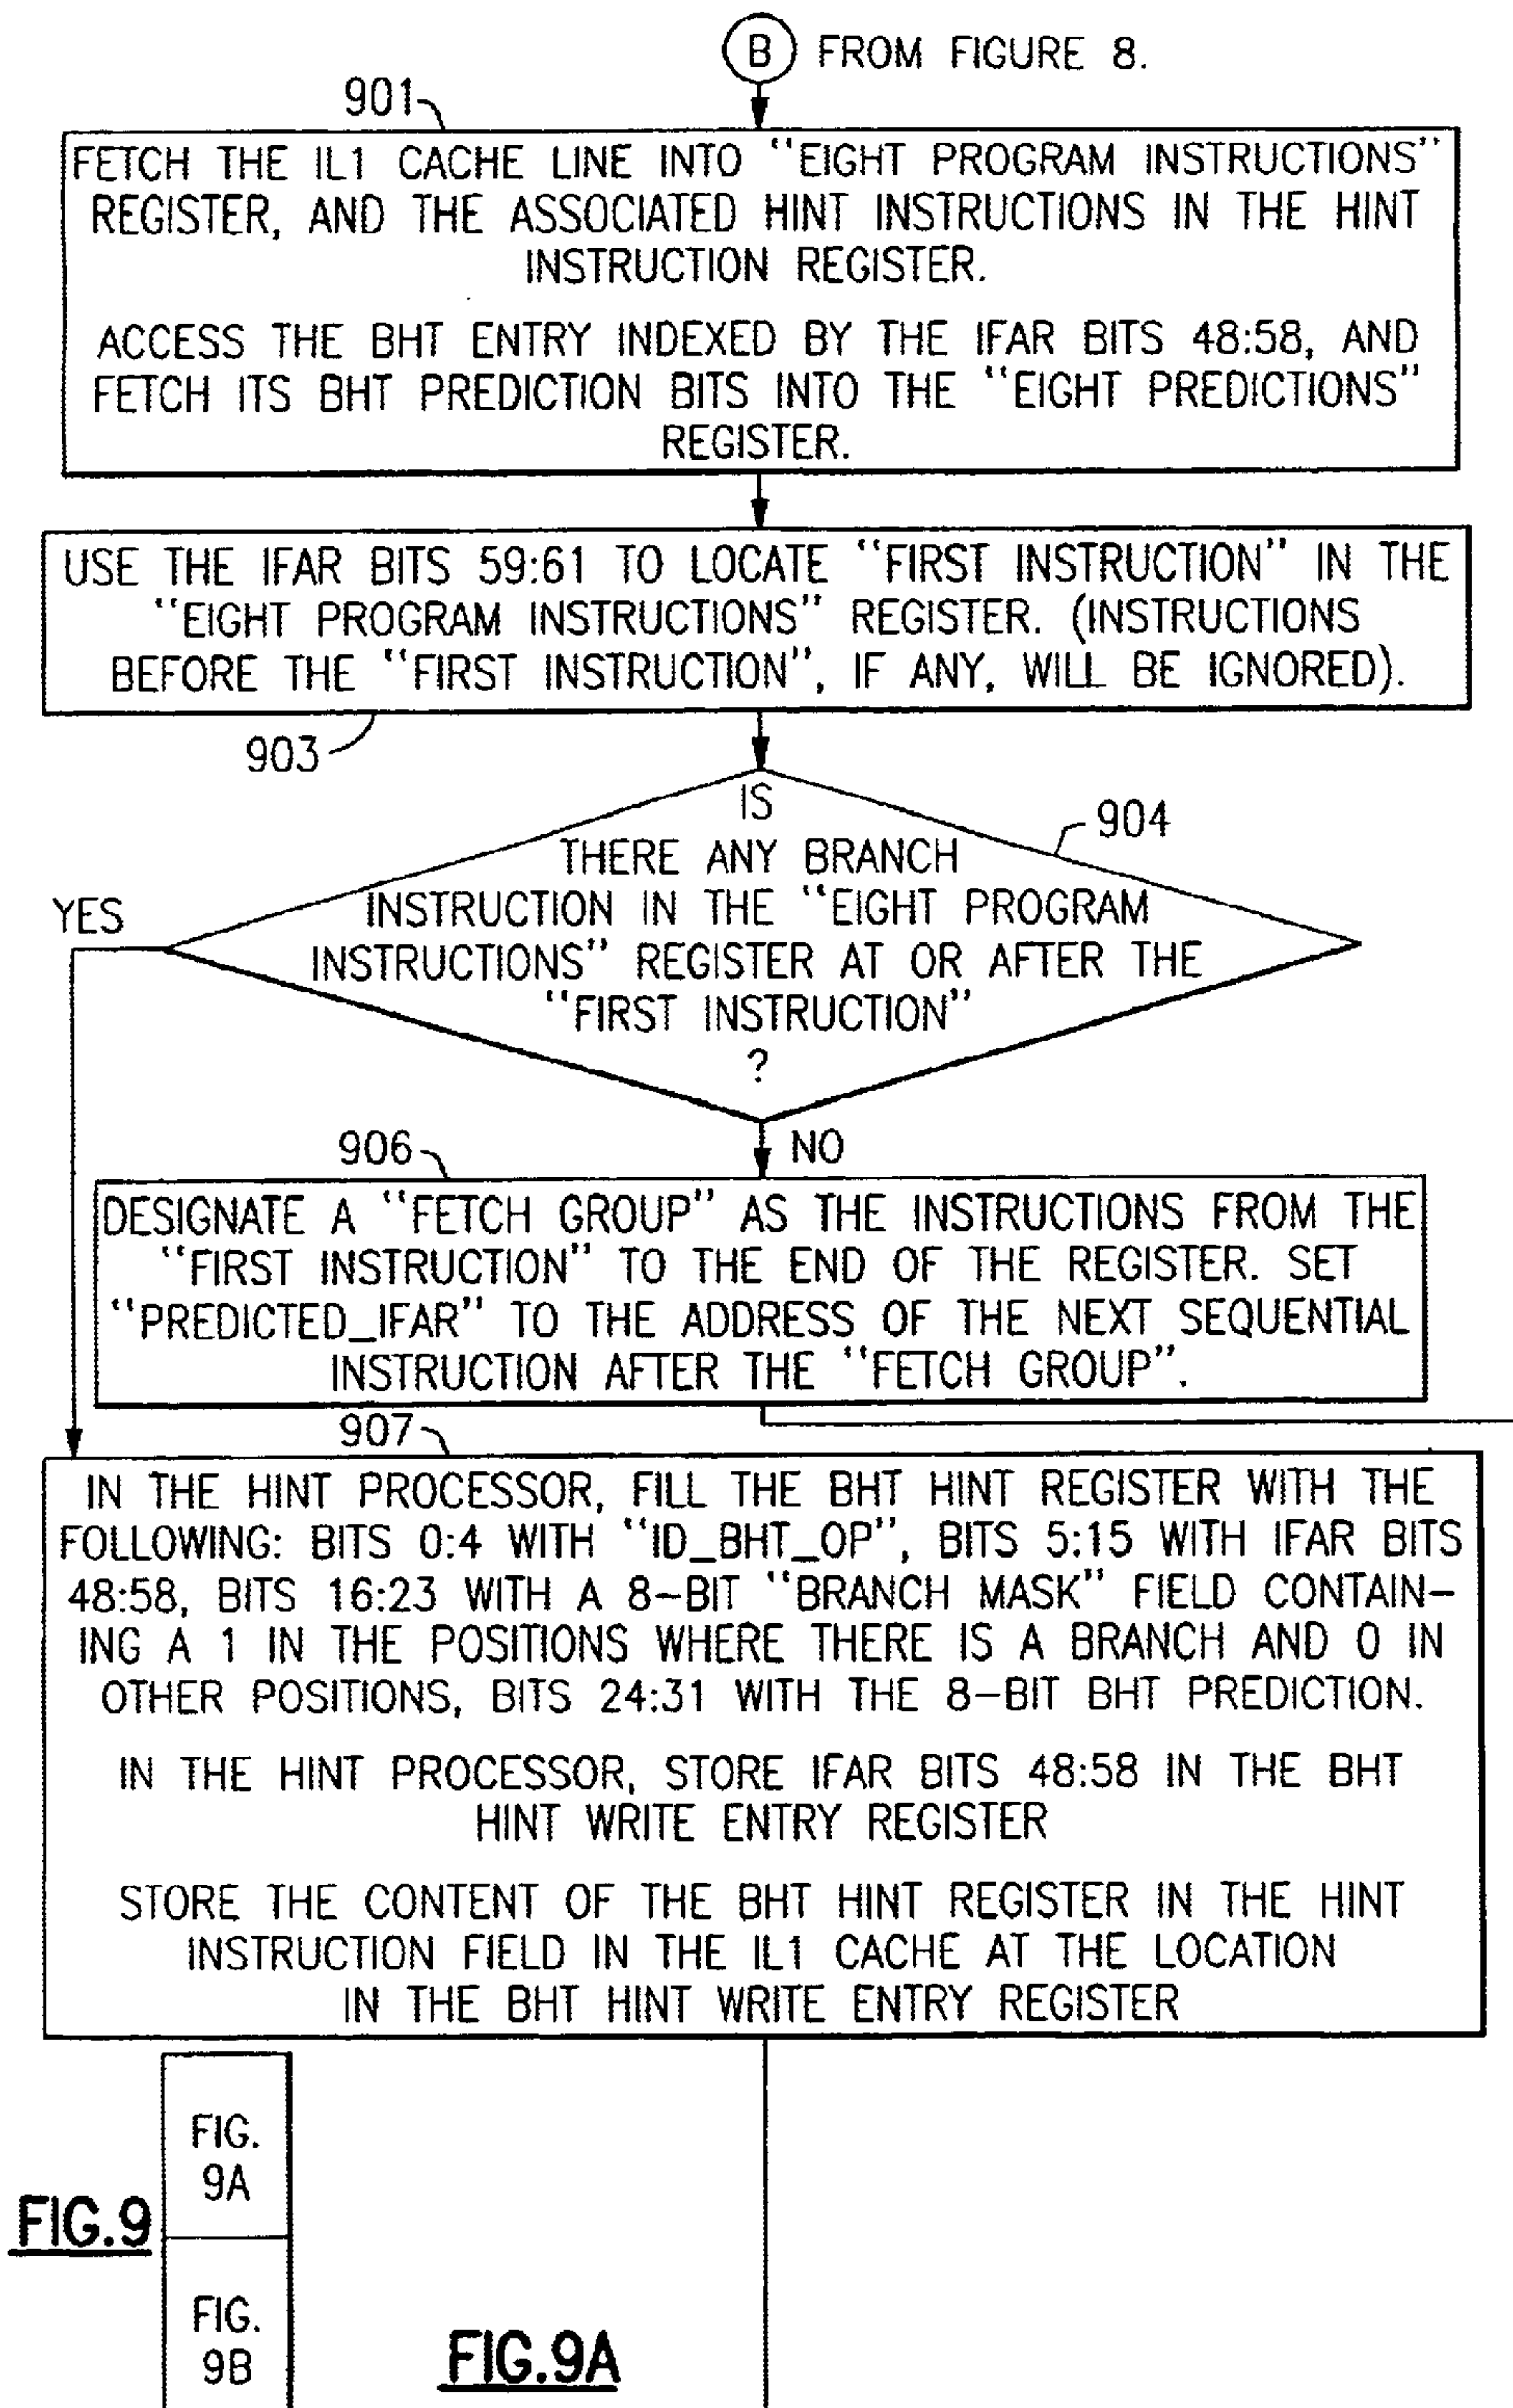 B FROM FIGURE 8.
901
FETCH THE IL1 CACHE LINE INTO "EIGHT PROGRAM INSTRUCTIONS"
REGISTER, AND THE ASSOCIATED HINT INSTRUCTIONS IN THE HINT
INSTRUCTION REGISTER.
ACCESS THE BHT ENTRY INDEXED BY THE IFAR BITS 48:58, AND
FETCH ITS BHT PREDICTION BITS INTO THE "EIGHT PREDICTIONS"
REGISTER.
USE THE IFAR BITS 59:61 TO LOCATE "FIRST INSTRUCTION" IN THE
"EIGHT PROGRAM INSTRUCTIONS" REGISTER. (INSTRUCTIONS
BEFORE THE "FIRST INSTRUCTION", IF ANY, WILL BE IGNORED).
903
IS
904
THERE ANY BRANCH
INSTRUCTION IN THE "EIGHT PROGRAM
YES
INSTRUCTIONS" REGISTER AT OR AFTER THE
"FIRST INSTRUCTION"
?
NO
906
DESIGNATE A "FETCH GROUP" AS THE INSTRUCTIONS FROM THE
"FIRST INSTRUCTION" TO THE END OF THE REGISTER. SET
"PREDICTED_IFAR" TO THE ADDRESS OF THE NEXT SEQUENTIAL
INSTRUCTION AFTER THE "FETCH GROUP".
907
IN THE HINT PROCESSOR, FILL THE BHT HINT REGISTER WITH THE
FOLLOWING: BITS 0:4 WITH "ID_BHT_OP", BITS 5:15 WITH IFAR BITS
48:58, BITS 16:23 WITH A 8-BIT "BRANCH MASK" FIELD CONTAIN-
ING A 1 IN THE POSITIONS WHERE THERE IS A BRANCH AND 0 IN
OTHER POSITIONS, BITS 24:31 WITH THE 8-BIT BHT PREDICTION.
IN THE HINT PROCESSOR, STORE IFAR BITS 48:58 IN THE BHT
HINT WRITE ENTRY REGISTER
STORE THE CONTENT OF THE BHT HINT REGISTER IN THE HINT
INSTRUCTION FIELD IN THE IL1 CACHE AT THE LOCATION
IN THE BHT HINT WRITE ENTRY REGISTER
FIG.
9A
FIG.9
FIG.
9B
FIG.9A